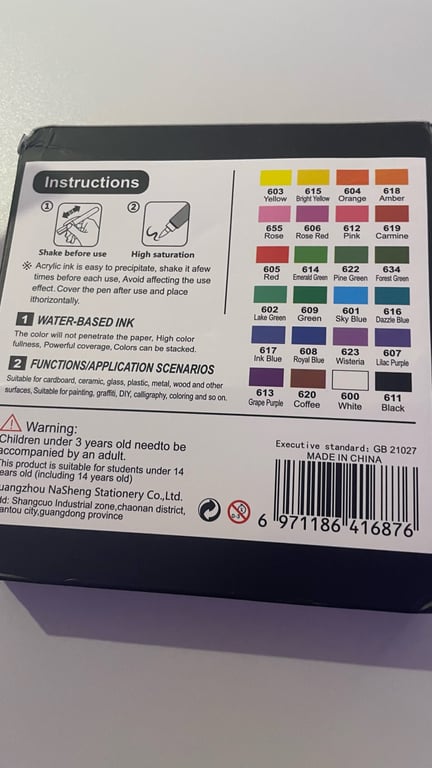 Instructions
① ②
Shake before use High saturation
※ Acrylic ink is easy to precipitate, shake it afew
times before each use, Avoid affecting the use
effect. Cover the pen after use and place
ithorizontally.
1 WATER-BASED INK
The color will not penetrate the paper, High color
fullness, Powerful coverage, Colors can be stacked.
2 FUNCTIONS/APPLICATION SCENARIOS
Suitable for cardboard, ceramic, glass, plastic, metal, wood and other
surfaces, Suitable for painting, graffiti, DIY, calligraphy, coloring and so on.
603 615 604 618
Yellow Bright Yellow Orange Amber
655 606 612 619
Rose Rose Red Pink Carmine
605 614 622 634
Red Emerald Green Pine Green Forest Green
602 609 601 616
Lake Green Green Sky Blue Dazzle Blue
617 608 623 607
Ink Blue Royal Blue Wisteria Lilac Purple
613 620 600 611
Grape Purple Coffee White Black
Warning:
Children under 3 years old needto be
accompanied by an adult.
This product is suitable for students under 14
ears old (including 14 years old)
uangzhou NaSheng Stationery Co.,Ltd.
dd: Shangcuo Industrial zone,chaonan district,
antou city,guangdong province
0-3
Executive standard: GB 21027
MADE IN CHINA
6 971186 416876